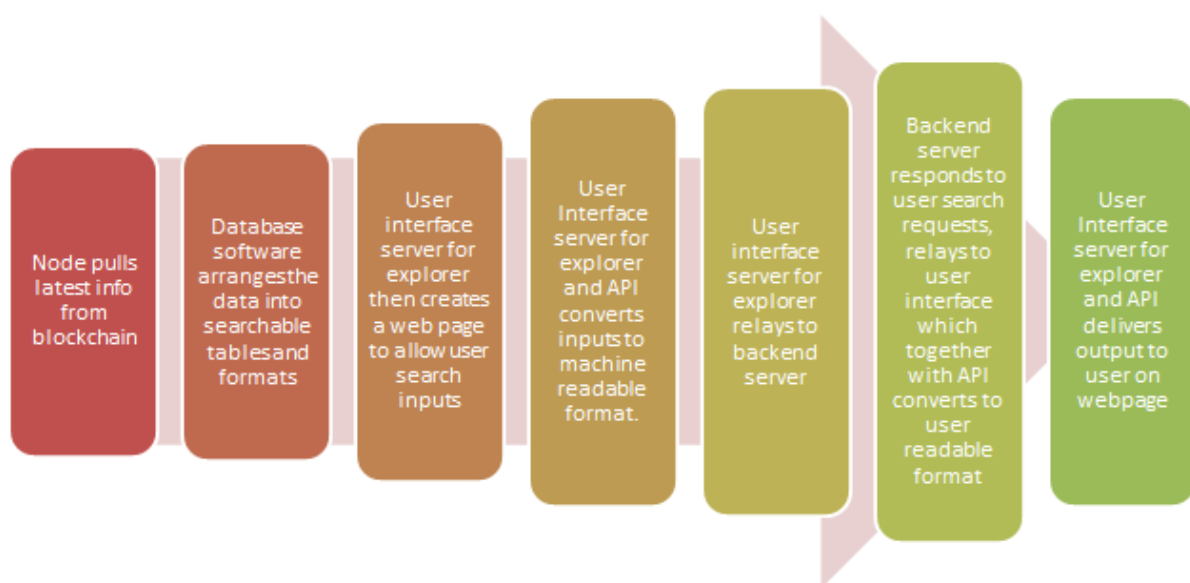 Node pulls
latest info
from
blockchain
Database
software
arrangesthe
data into
searchable
tablesand
formats
User
interface
server for
explorer
then creates
a web page
to allow user
search
inputs
User
Interface
server for
explorer
and API
converts
inputs to
machine
readable
format.
User
interface
server for
explorer
relays to
backend
server
Backend
server
responds to
user search
requests,
relays to
user
interface
which
together
with API
converts to
user
readable
format
User
Interface
server for
explorer
and API
delivers
output to
user on
webpage